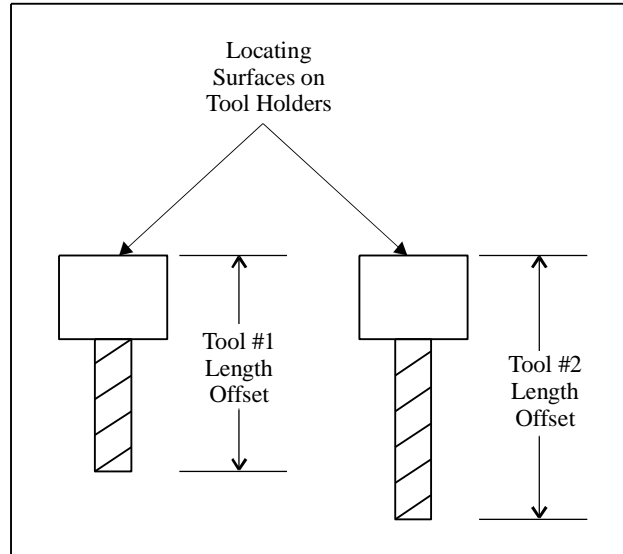 Locating
Surfaces on
Tool Holders
Tool #1
Length
Offset
Tool #2
Length
Offset